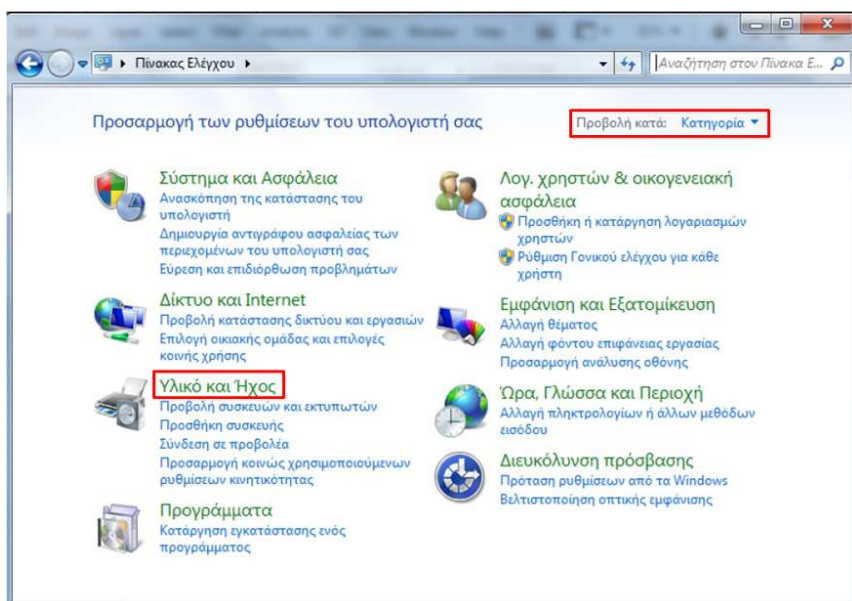 Πίνακας Ελέγχου
Αναζήτηση στον Πίνακα Ε...
Προσαρμογή των ρυθμίσεων του υπολογιστή σας
Προβολή κατά: Κατηγορία
Σύστημα και Ασφάλεια
Ανασκόπηση της κατάστασης του
υπολογιστή
Δημιουργία αντιγράφου ασφαλείας των
περιεχομένων του υπολογιστή σας
Εύρεση και επιδιόρθωση προβλημάτων
Δίκτυο και Internet
Προβολή κατάστασης δικτύου και εργασιών
Επιλογή οικιακής ομάδας και επιλογές
κοινής χρήσης
Υλικό και Ήχος
Προβολή συσκευών και εκτυπωτών
Προσθήκη συσκευής
Σύνδεση σε προβολέα
Προσαρμογή κοινώς χρησιμοποιούμενων
ρυθμίσεων κινητικότητας
Προγράμματα
Κατάργηση εγκατάστασης ενός
προγράμματος
Λογ. χρηστών & οικογενειακή
ασφάλεια
Προσθήκη ή κατάργηση λογαριασμών
χρηστών
Ρύθμιση Γονικού ελέγχου για κάθε
χρήστη
Εμφάνιση και Εξατομίκευση
Αλλαγή θέματος
Αλλαγή φόντου επιφάνειας εργασίας
Προσαρμογή ανάλυσης οθόνης
Ώρα, Γλώσσα και Περιοχή
Αλλαγή πληκτρολογίων ή άλλων μεθόδων
εισόδου
Διευκόλυνση πρόσβασης
Πρόταση ρυθμίσεων από τα Windows
Βελτιστοποίηση οπτικής εμφάνισης